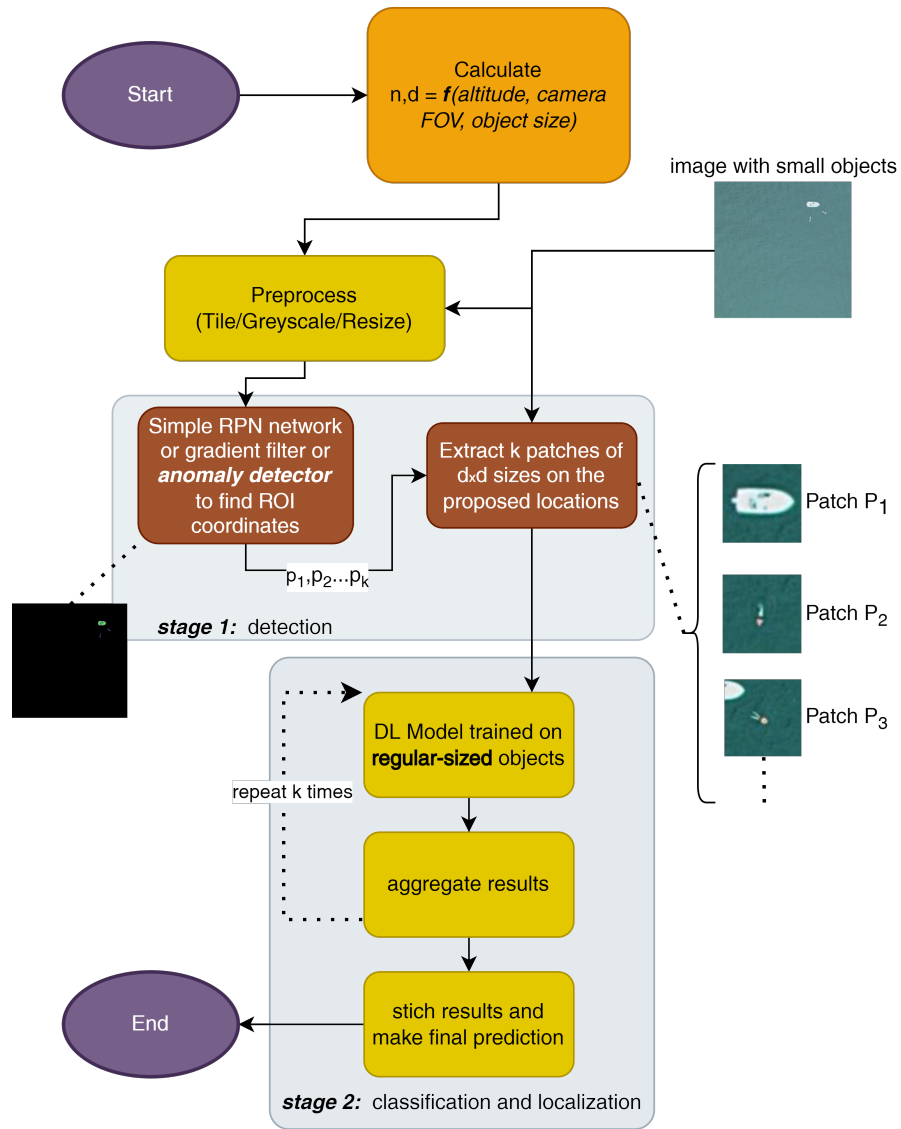 Start
Calculate
n,d = f(altitude, camera
FOV, object size)
image with small objects
Preprocess
(Tile/Greyscale/Resize)
Simple RPN network
or gradient filter or
anomaly detector
to find ROI
coordinates
Extract k patches of
dxd sizes on the
proposed locations
p1,p2...pk
stage 1: detection
Patch P1
Patch P2
Patch P3
DL Model trained on
regular-sized objects
repeat k times
aggregate results
stich results and
make final prediction
End
stage 2: classification and localization